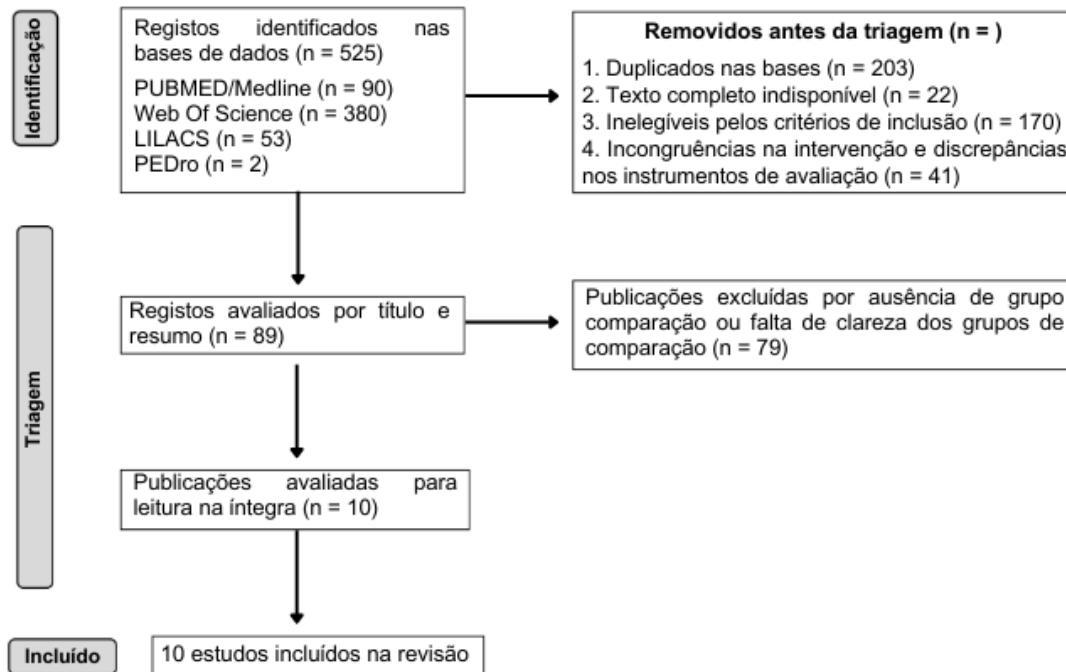 Identificação
Registos identificados nas
bases de dados (n = 525)
PUBMED/Medline (n = 90)
Web Of Science (n = 380)
LILACS (n = 53)
PEDro (n = 2)
Removidos antes da triagem (n = )
1. Duplicados nas bases (n = 203)
2. Texto completo indisponível (n = 22)
3. Inelegíveis pelos critérios de inclusão (n = 170)
4. Incongruências na intervenção e discrepâncias
nos instrumentos de avaliação (n = 41)
Triagem
Registos avaliados por título e
resumo (n = 89)
Publicações excluídas por ausência de grupo
comparação ou falta de clareza dos grupos de
comparação (n = 79)
Publicações avaliadas para
leitura na íntegra (n = 10)
Incluído
10 estudos incluídos na revisão